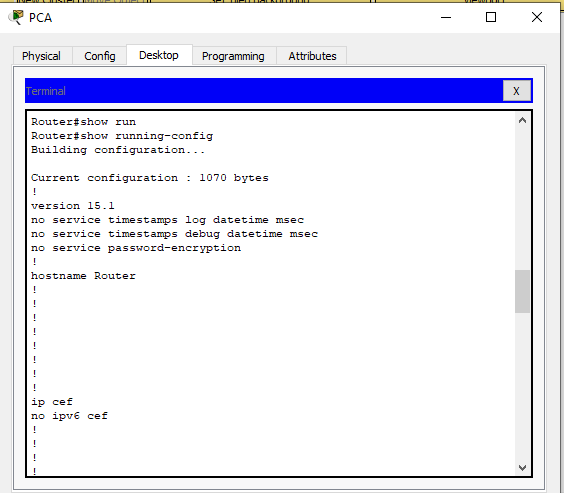 PCA
Physical Config Desktop Programming Attributes
Terminal X
Router#show run
Router#show running-config
Building configuration...
Current configuration : 1070 bytes
!
version 15.1
no service timestamps log datetime msec
no service timestamps debug datetime msec
no service password-encryption
!
hostname Router
!
!
!
!
!
!
!
!
ip cef
no ipv6 cef
!
!
!
!